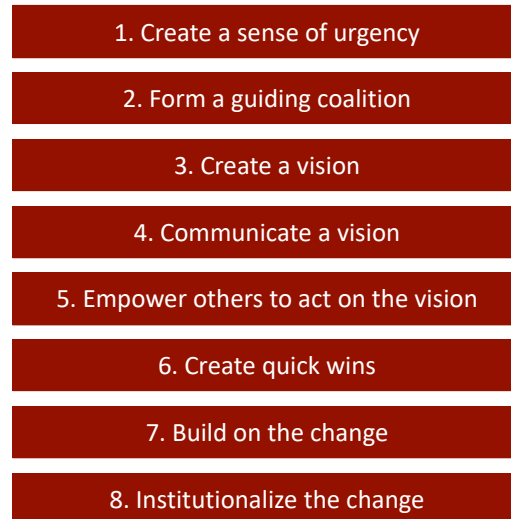 1. Create a sense of urgency
2. Form a guiding coalition
3. Create a vision
4. Communicate a vision
5. Empower others to act on the vision
6. Create quick wins
7. Build on the change
8. Institutionalize the change